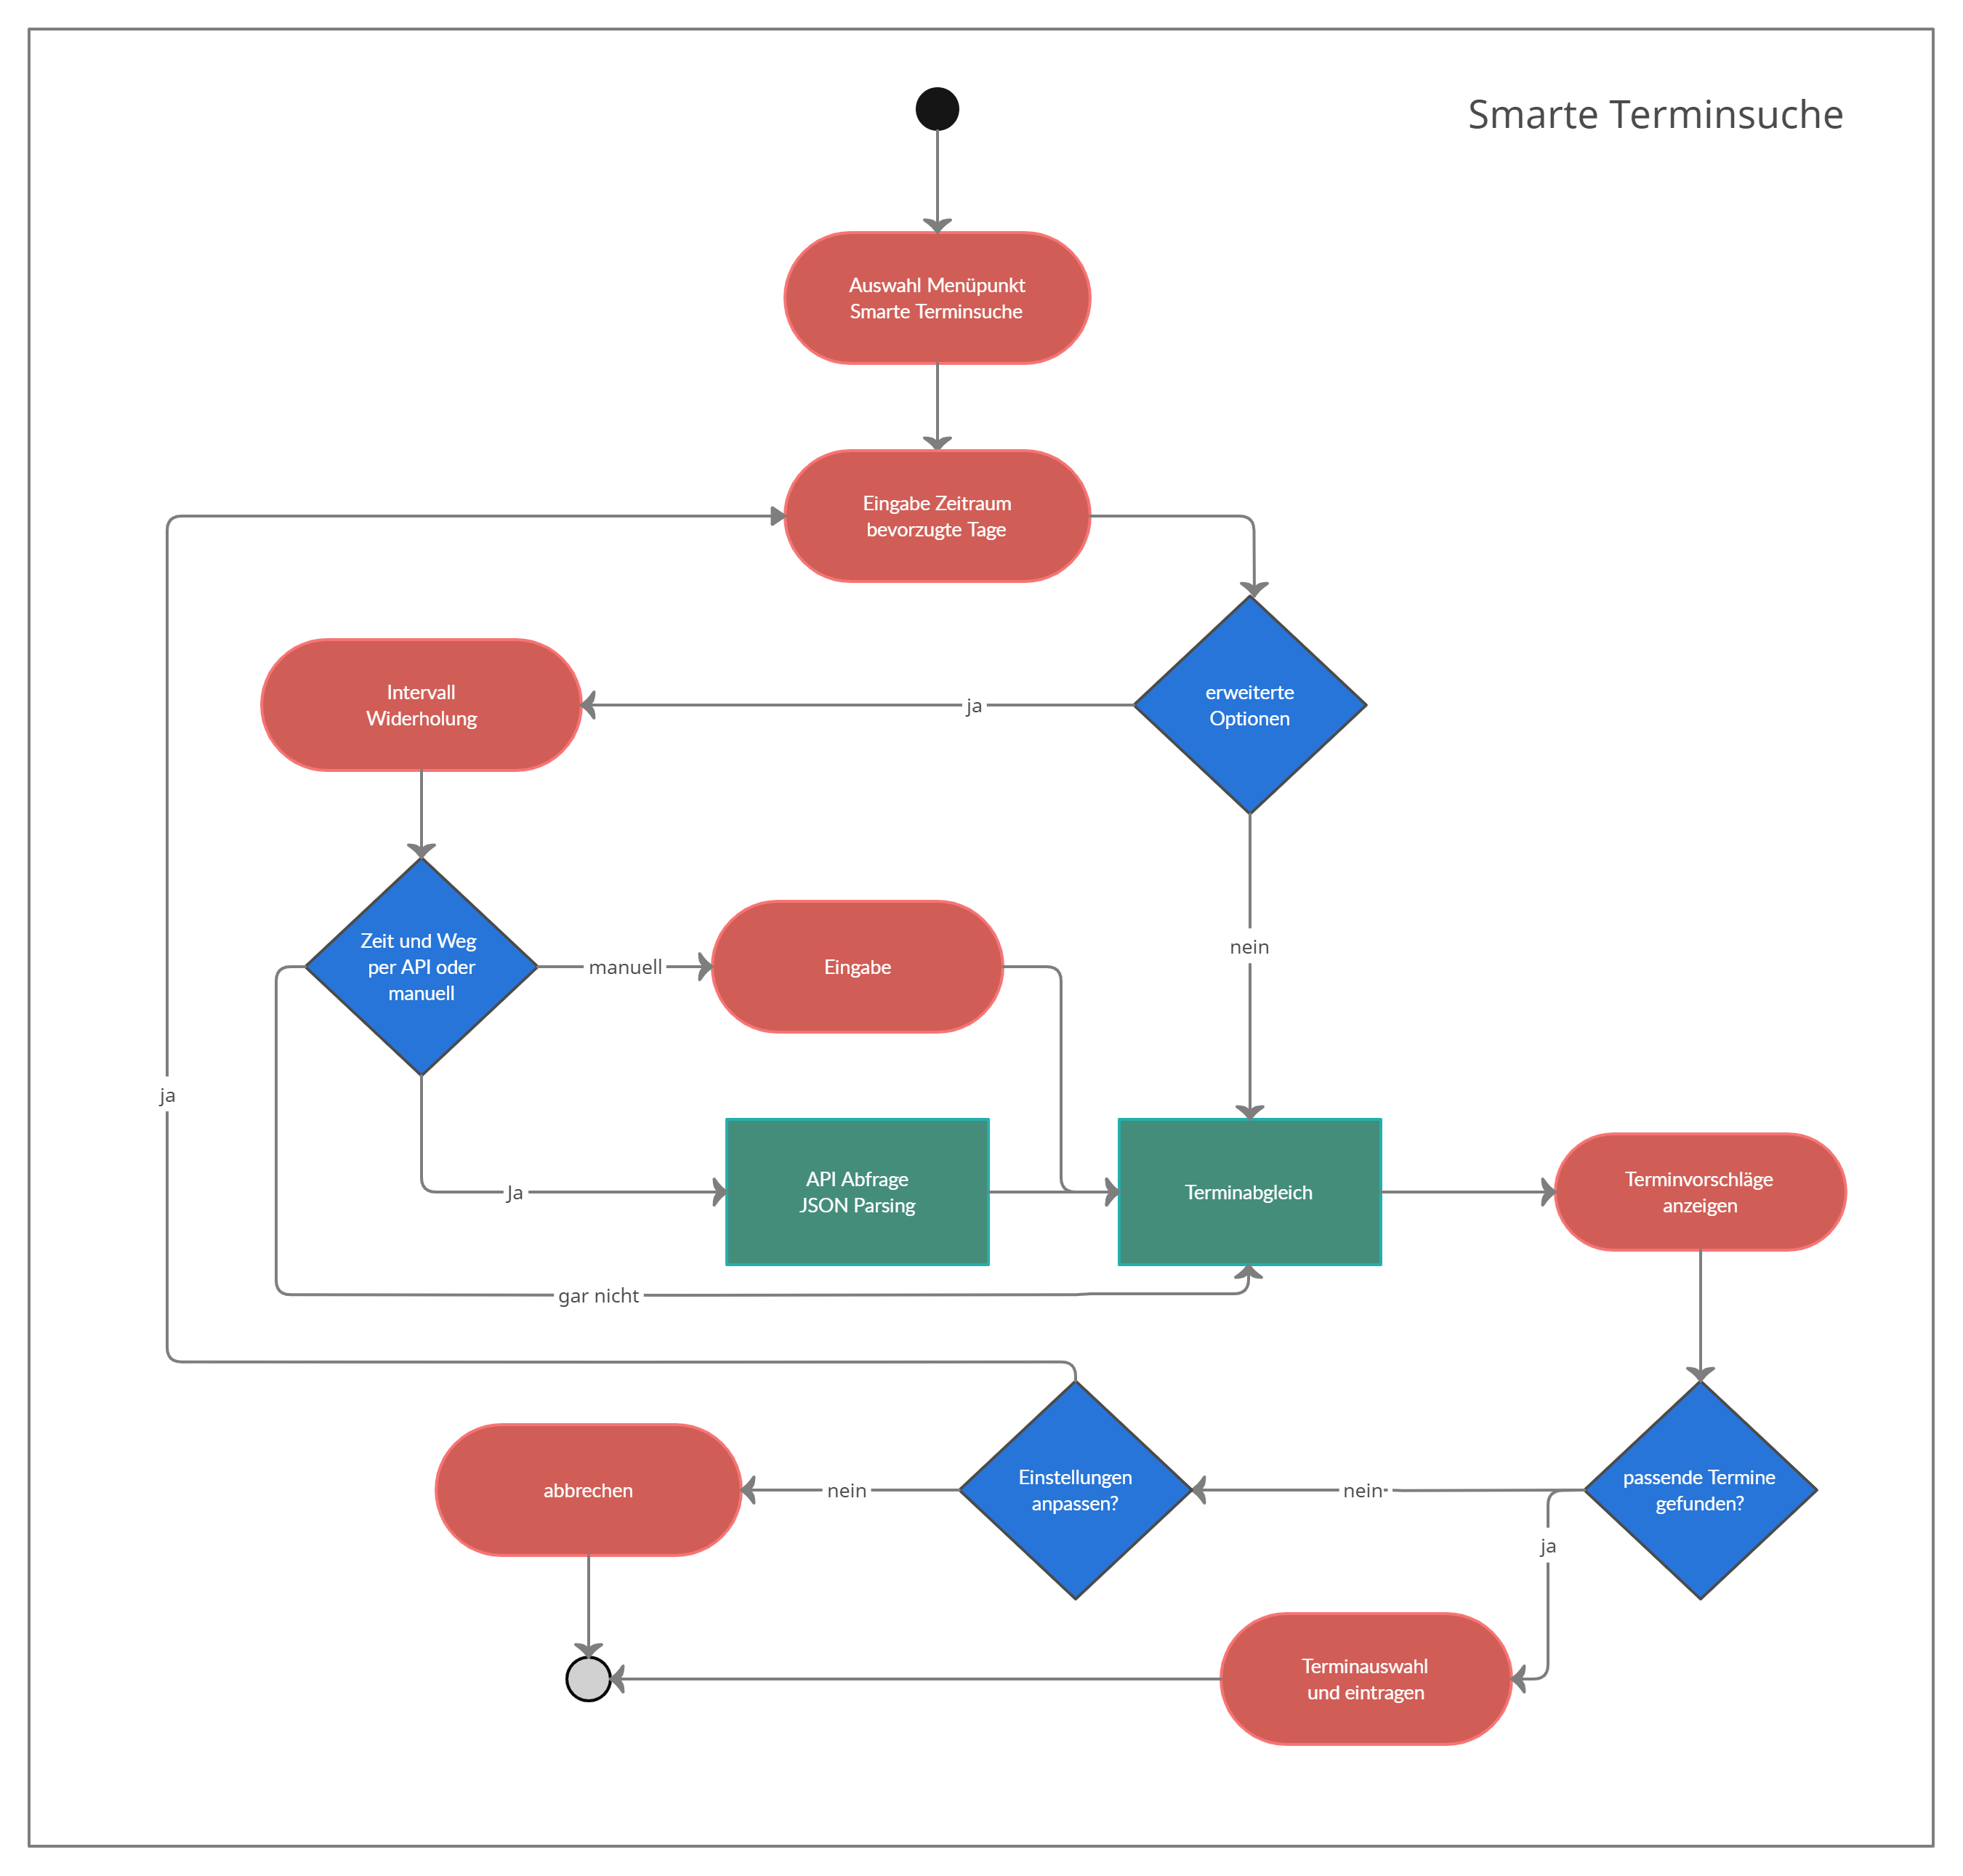 Smarte Terminsuche
Auswahl Menüpunkt
Smarte Terminsuche
Eingabe Zeitraum
bevorzugte Tage
erweiterte
Optionen
ja
Intervall
Widerholung
nein
Zeit und Weg
per API oder
manuell
manuell
Eingabe
ja
Ja
API Abfrage
JSON Parsing
Terminabgleich
Terminvorschläge
anzeigen
gar nicht
passende Termine
gefunden?
nein
Einstellungen
anpassen?
nein
abbrechen
ja
Terminauswahl
und eintragen